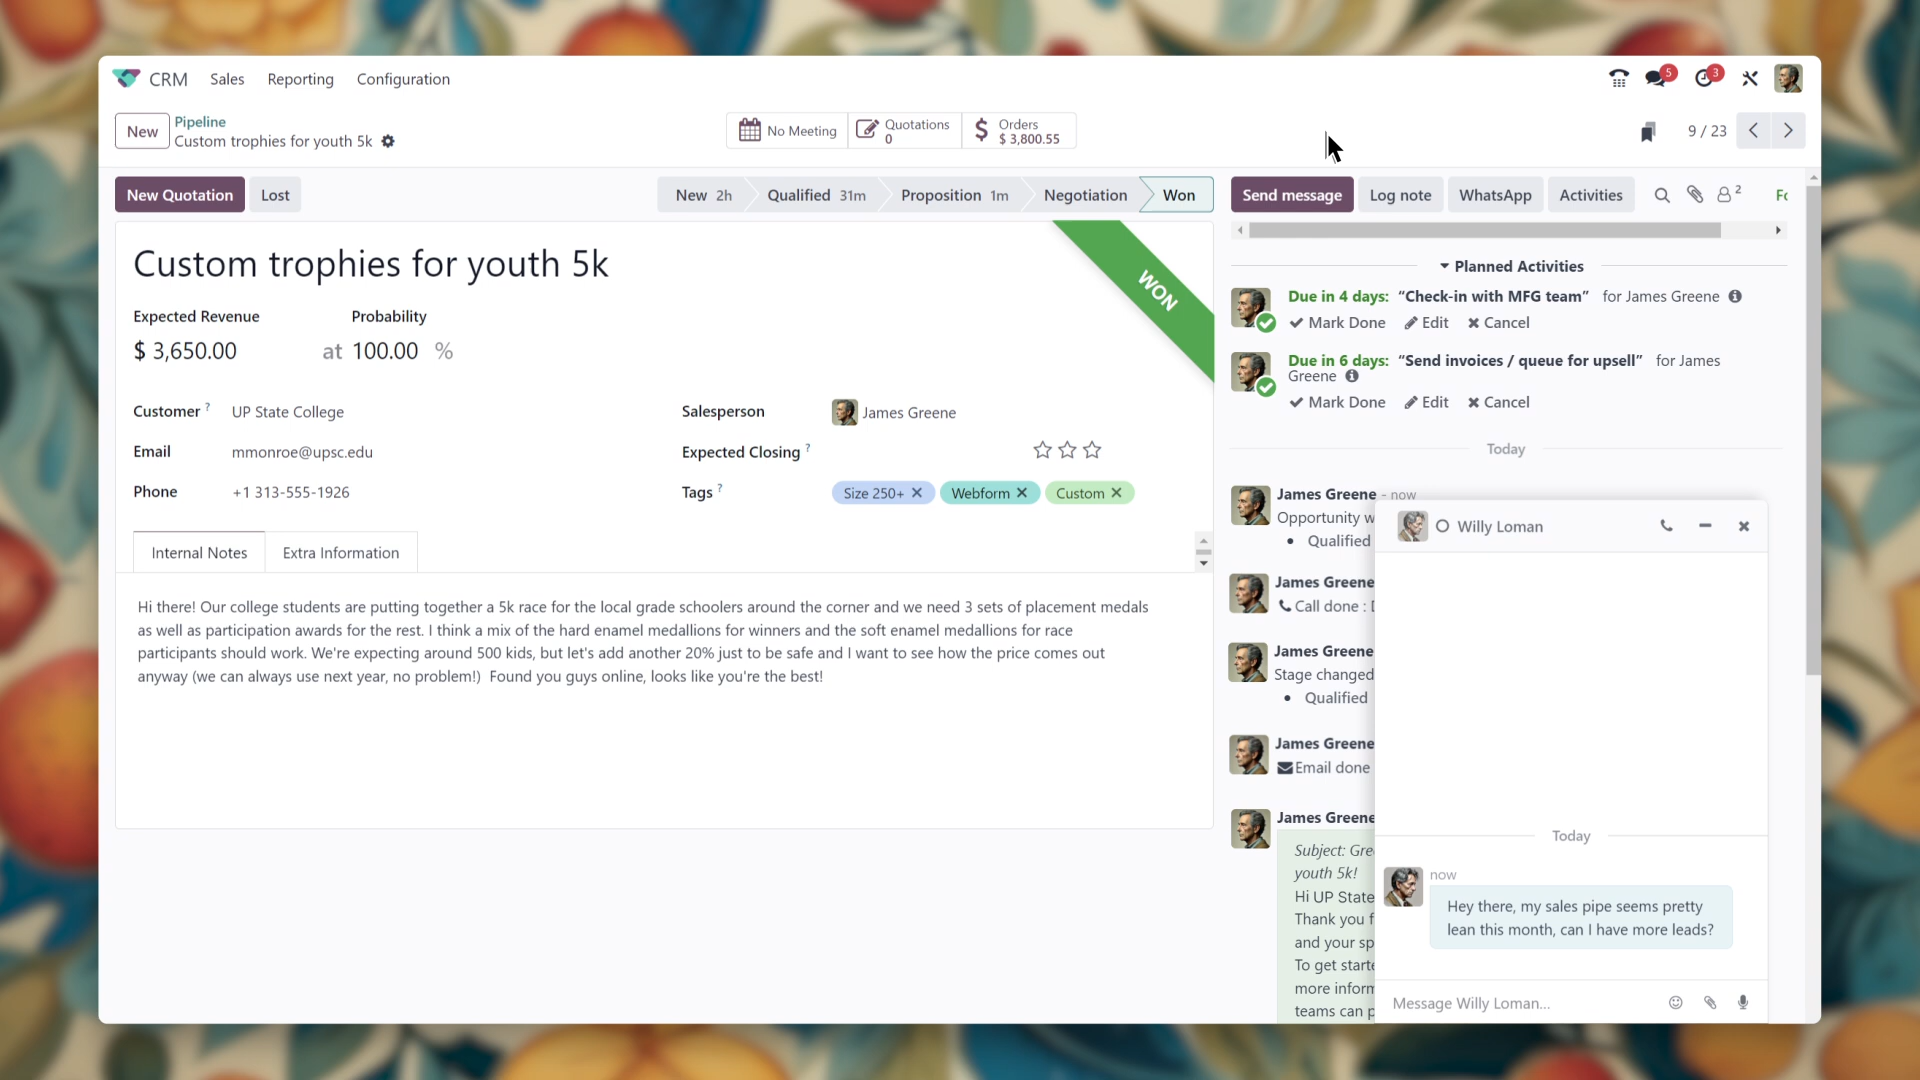 CRM Sales Reporting Configuration
5 3
New
Pipeline
Custom trophies for youth 5k
No Meeting
Quotations
0
Orders
$ 3,800.55
9 / 23
New Quotation Lost
New 2h Qualified 31m Proposition 1m Negotiation Won
Send message Log note WhatsApp Activities 2
Custom trophies for youth 5k
WON
Expected Revenue Probability
$ 3,650.00 at 100.00 %
Customer ? UP State College
Email mmonroe@upsc.edu
Phone +1 313-555-1926
Salesperson James Greene
Expected Closing ?
Tags ? Size 250+ Webform Custom
Internal Notes Extra Information
Hi there! Our college students are putting together a 5k race for the local grade schoolers around the corner and we need 3 sets of placement medals
as well as participation awards for the rest. I think a mix of the hard enamel medallions for winners and the soft enamel medallions for race
participants should work. We're expecting around 500 kids, but let's add another 20% just to be safe and I want to see how the price comes out
anyway (we can always use next year, no problem!)  Found you guys online, looks like you're the best!
Planned Activities
Due in 4 days: “Check-in with MFG team” for James Greene
Mark Done Edit Cancel
Due in 6 days: “Send invoices / queue for upsell” for James
Greene
Mark Done Edit Cancel
Today
James Greene - now
Opportunity
Qualified
James Greene
Call done :
James Greene
Stage changed
Qualified
James Greene
Email done
James Greene
Subject:
youth 5k!
Hi UP State
Thank you
and your
To get
more
teams can
Willy Loman
Today
now
Hey there, my sales pipe seems pretty
lean this month, can I have more leads?
Message Willy Loman...